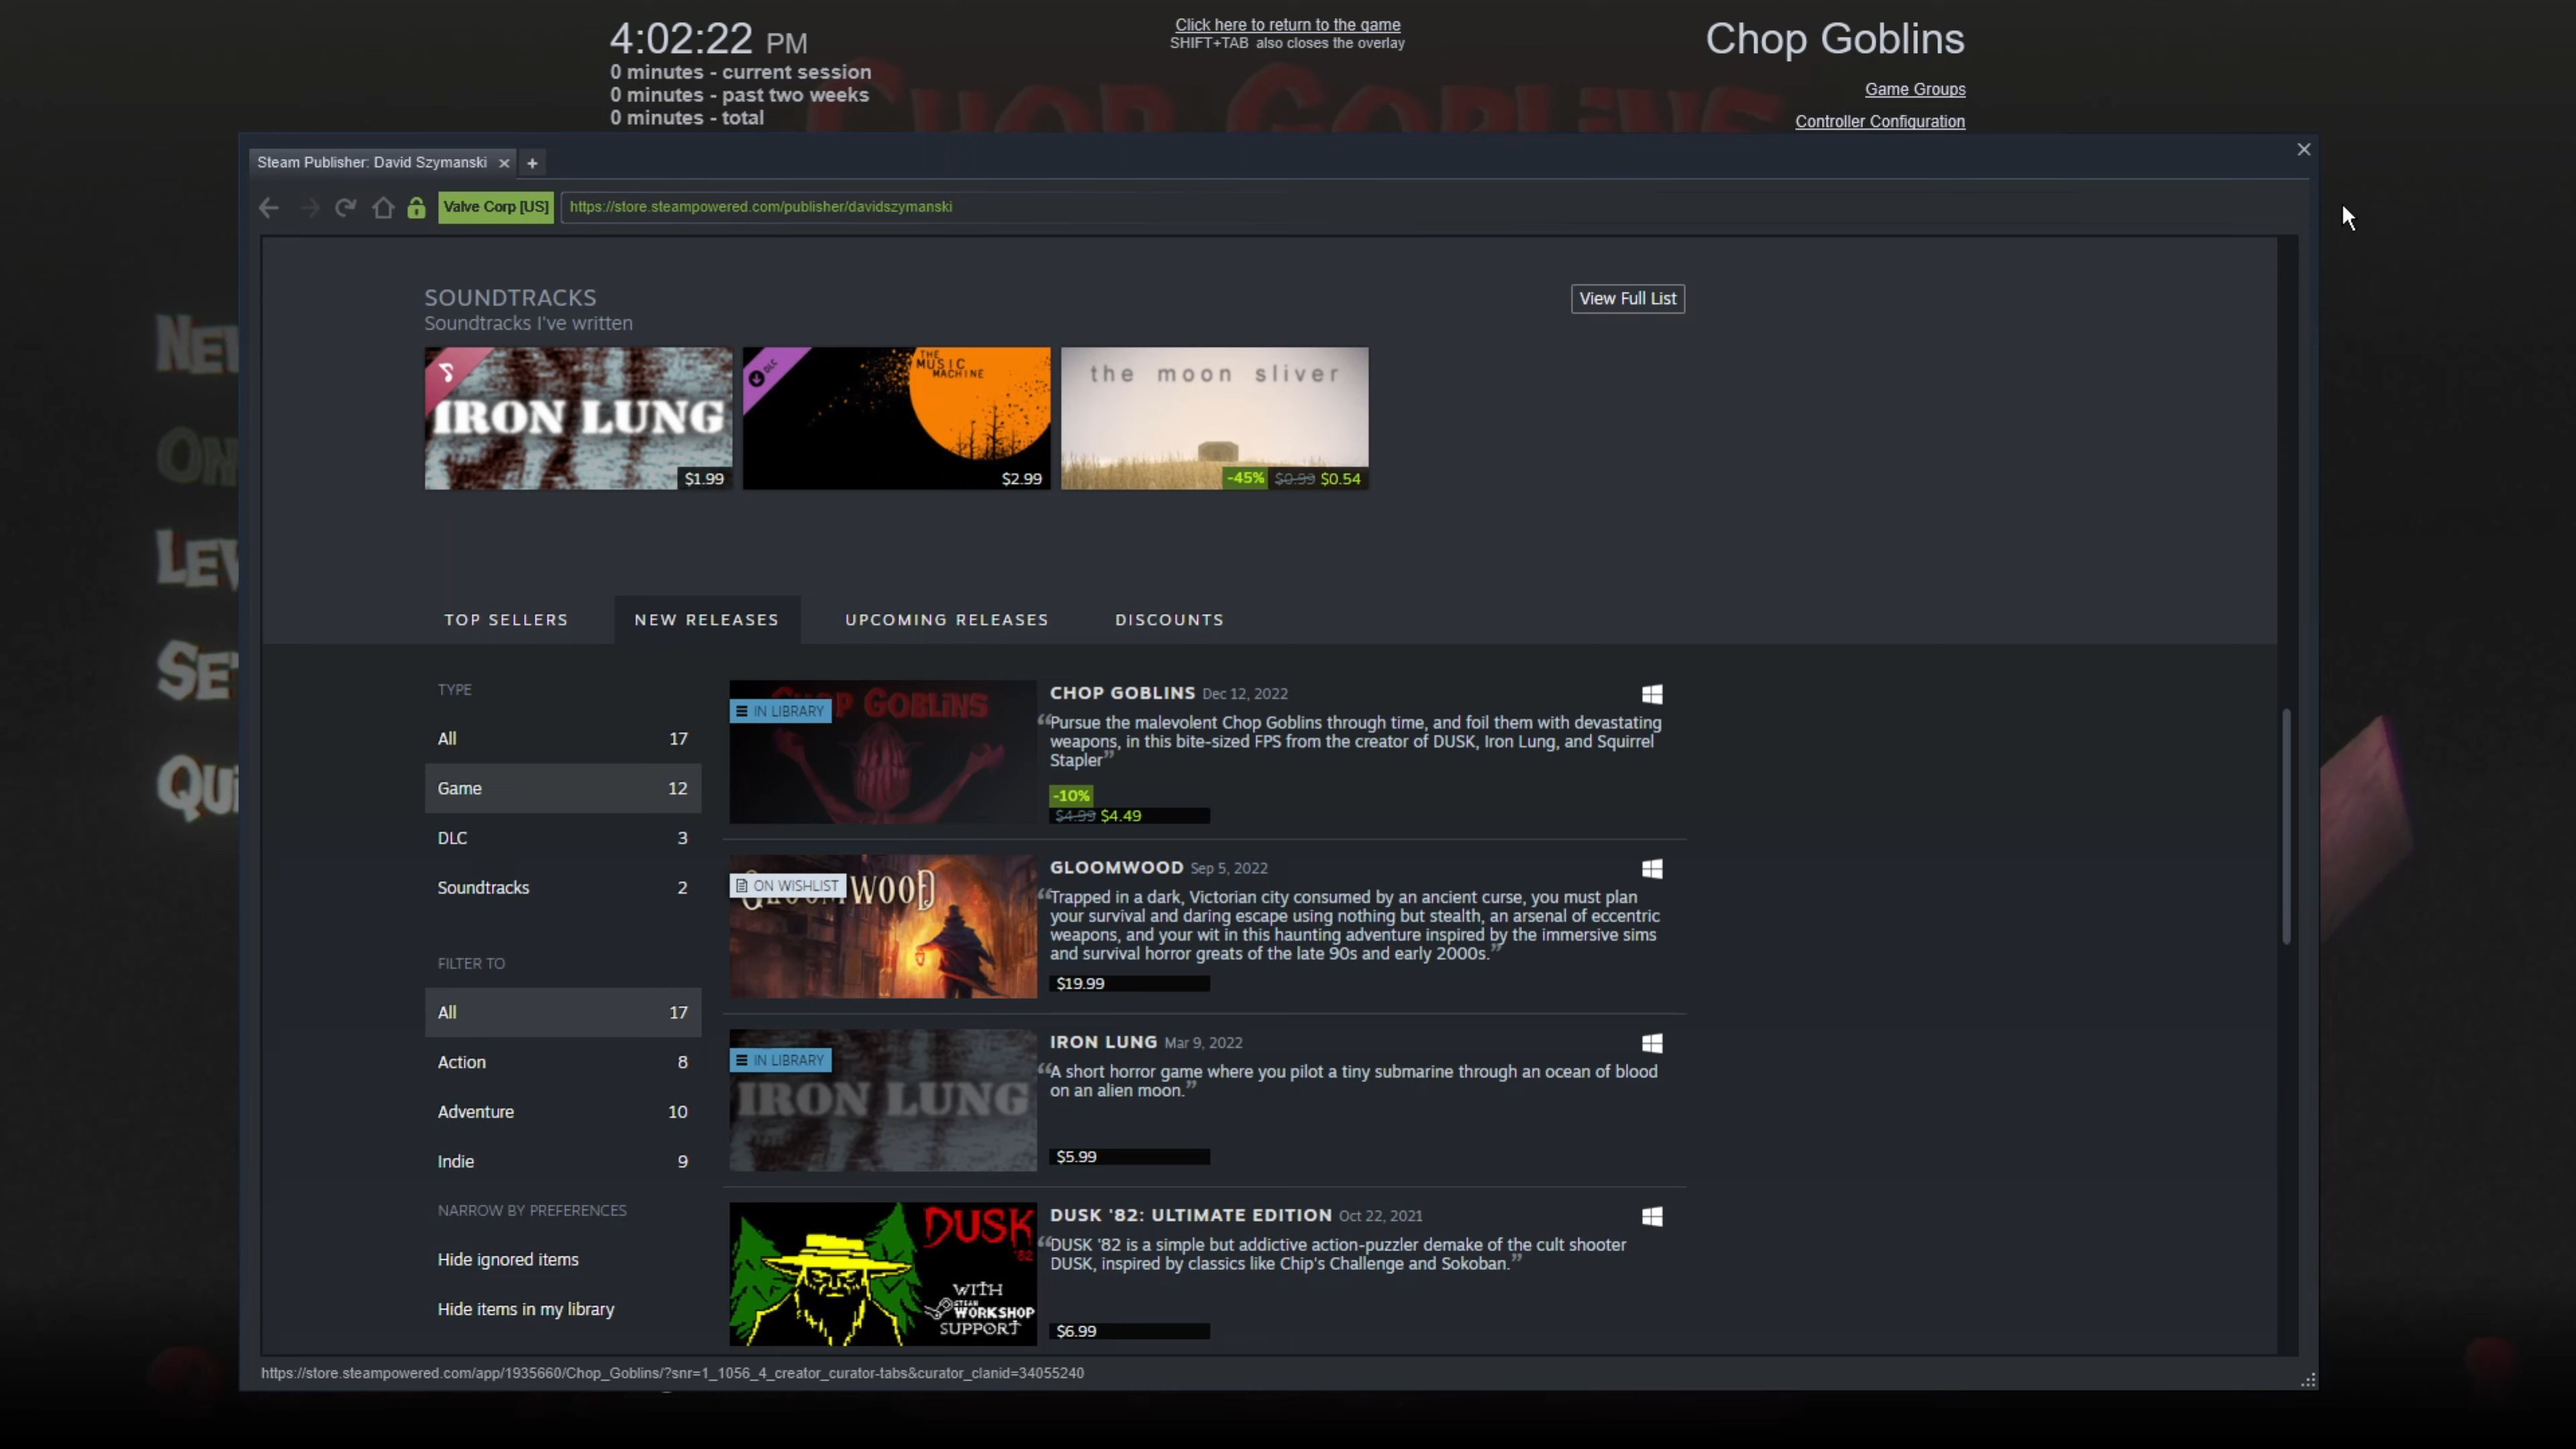 4:02:22 PM
0 minutes - current session
0 minutes - past two weeks
0 minutes - total
Click here to return to the game
SHIFT+TAB also closes the overlay
Chop Goblins
Game Groups
Controller Configuration
CHOP GOBLINS
Steam Publisher: David Szymanski
Valve Corp [US]
https://store.steampowered.com/publisher/davidszymanski
SOUNDTRACKS
Soundtracks I've written
View Full List
IRON LUNG
$1.99
DLC
THE
MUSIC
MACHINE
$2.99
the moon sliver
-45% $0.99 $0.54
TOP SELLERS
NEW RELEASES
UPCOMING RELEASES
DISCOUNTS
TYPE
All 17
Game 12
DLC 3
Soundtracks 2
FILTER TO
All 17
Action 8
Adventure 10
Indie 9
NARROW BY PREFERENCES
Hide ignored items
Hide items in my library
IN LIBRARY
P GOBLINS
CHOP GOBLINS Dec 12, 2022
“Pursue the malevolent Chop Goblins through time, and foil them with devastating
weapons, in this bite-sized FPS from the creator of DUSK, Iron Lung, and Squirrel
Stapler”
-10%
$4.99 $4.49
ON WISHLIST
GLOOMWOOD
GLOOMWOOD Sep 5, 2022
“Trapped in a dark, Victorian city consumed by an ancient curse, you must plan
your survival and daring escape using nothing but stealth, an arsenal of eccentric
weapons, and your wit in this haunting adventure inspired by the immersive sims
and survival horror greats of the late 90s and early 2000s.”
$19.99
IN LIBRARY
IRON LUNG
IRON LUNG Mar 9, 2022
“A short horror game where you pilot a tiny submarine through an ocean of blood
on an alien moon.”
$5.99
DUSK
'82
WITH
STEAM
WORKSHOP
SUPPORT
DUSK '82: ULTIMATE EDITION Oct 22, 2021
“DUSK '82 is a simple but addictive action-puzzler demake of the cult shooter
DUSK, inspired by classics like Chip's Challenge and Sokoban.”
$6.99
https://store.steampowered.com/app/1935660/Chop_Goblins/?snr=1_1056_4_creator_curator-tabs&curator_clanid=34055240